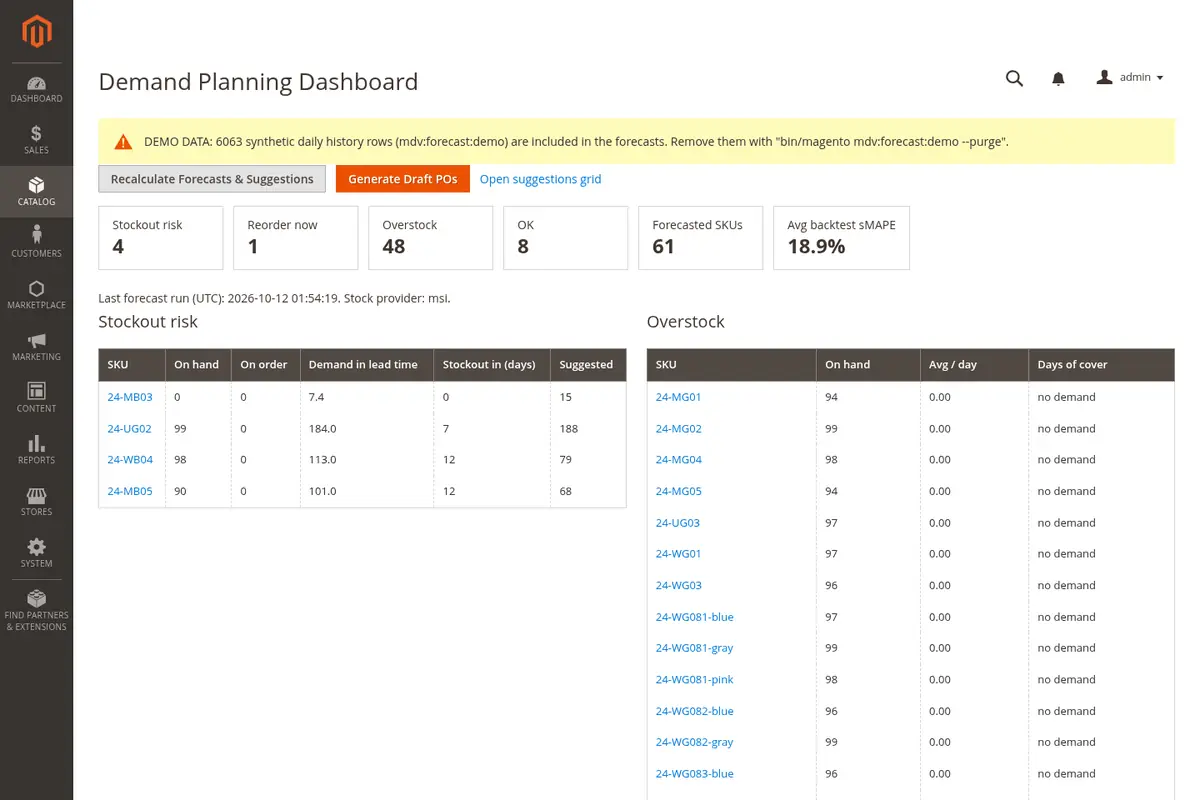 Demand Planning Dashboard
admin
DASHBOARD
SALES
CATALOG
CUSTOMERS
MARKETPLACE
MARKETING
CONTENT
REPORTS
STORES
SYSTEM
FIND PARTNERS
& EXTENSIONS
DEMO DATA: 6063 synthetic daily history rows (mdv:forecast:demo) are included in the forecasts. Remove them with "bin/magento mdv:forecast:demo --purge".
Recalculate Forecasts & Suggestions Generate Draft POs Open suggestions grid
Stockout risk Reorder now Overstock OK Forecasted SKUs Avg backtest sMAPE
4 1 48 8 61 18.9%
Last forecast run (UTC): 2026-10-12 01:54:19. Stock provider: msi.
Stockout risk
SKU On hand On order Demand in lead time Stockout in (days) Suggested
24-MB03 0 0 7.4 0 15
24-UG02 99 0 184.0 7 188
24-WB04 98 0 113.0 12 79
24-MB05 90 0 101.0 12 68
Overstock
SKU On hand Avg / day Days of cover
24-MG01 94 0.00 no demand
24-MG02 99 0.00 no demand
24-MG04 98 0.00 no demand
24-MG05 94 0.00 no demand
24-UG03 97 0.00 no demand
24-WG01 97 0.00 no demand
24-WG03 96 0.00 no demand
24-WG081-blue 97 0.00 no demand
24-WG081-gray 99 0.00 no demand
24-WG081-pink 98 0.00 no demand
24-WG082-blue 96 0.00 no demand
24-WG082-gray 99 0.00 no demand
24-WG083-blue 96 0.00 no demand